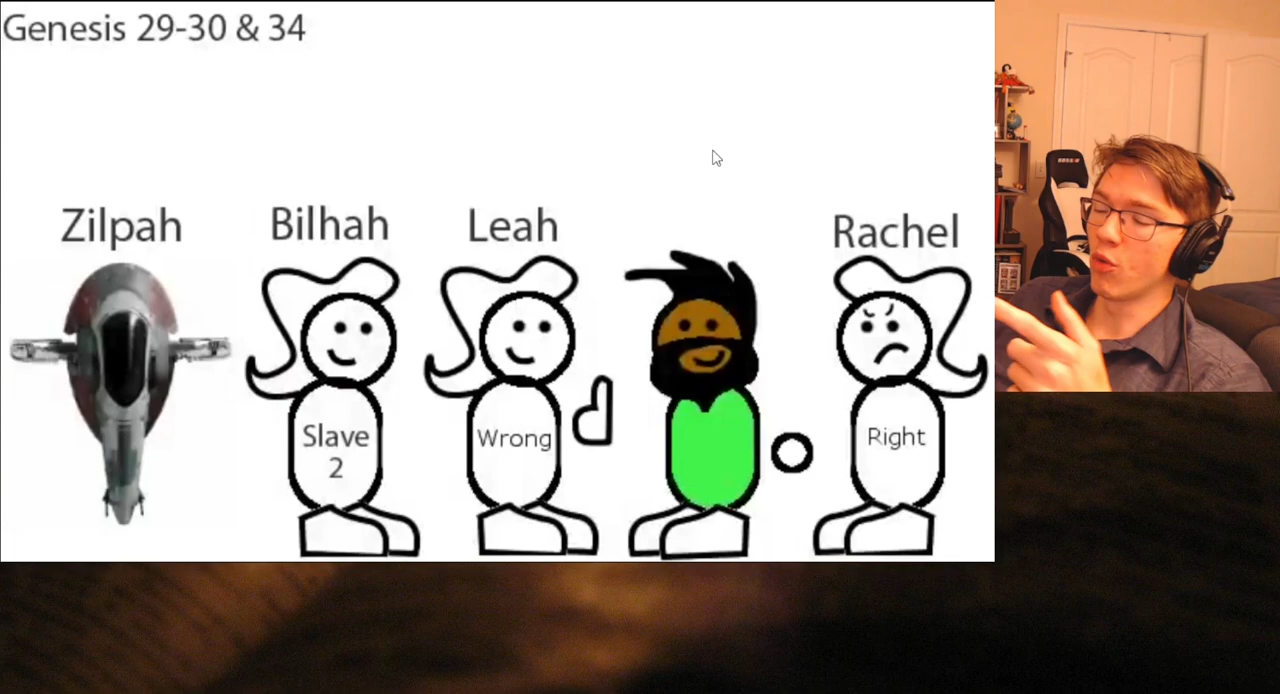 Genesis 29-30 & 34
Zilpah
Bilhah
Leah
Rachel
Slave
2
Wrong
Right